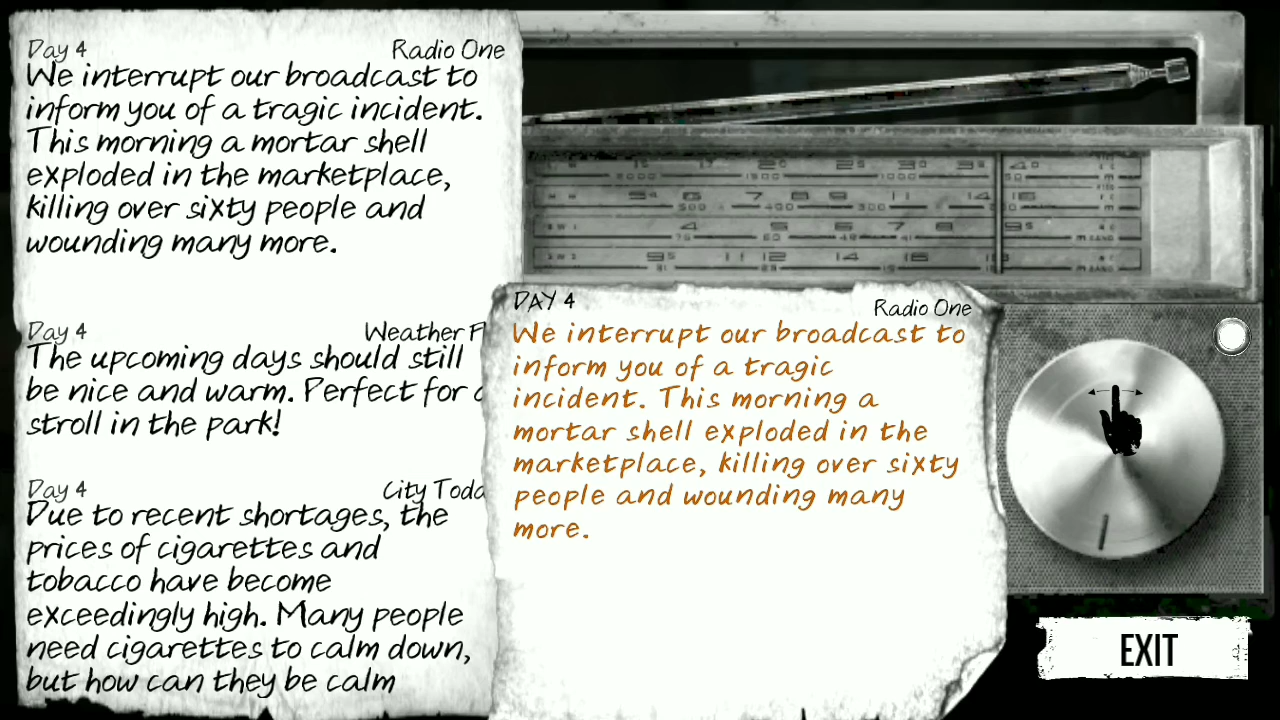 Day 4 Radio One
We interrupt our broadcast to
inform you of a tragic incident.
This morning a mortar shell
exploded in the marketplace,
killing over sixty people and
wounding many more.
Day 4 Weather F
The upcoming days should still
be nice and warm. Perfect for
stroll in the park!
Day 4 City Toda
Due to recent shortages, the
prices of cigarettes and
tobacco have become
exceedingly high. Many people
need cigarettes to calm down,
but how can they be calm
DAY 4 Radio One
We interrupt our broadcast to
inform you of a tragic
incident. This morning a
mortar shell exploded in the
marketplace, killing over sixty
people and wounding many
more.
EXIT